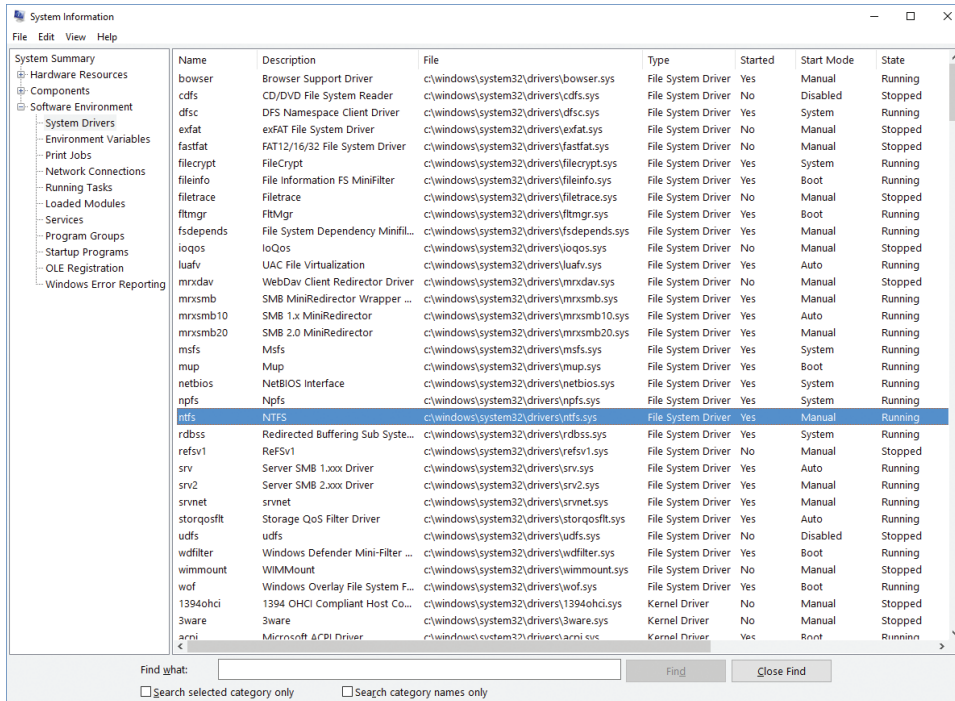 System Information
File Edit View Help
System Summary
Hardware Resources
Components
Software Environment
System Drivers
Environment Variables
Print Jobs
Network Connections
Running Tasks
Loaded Modules
Services
Program Groups
Startup Programs
OLE Registration
Windows Error Reporting
Name Description File Type Started Start Mode State
bowser Browser Support Driver c:\windows\system32\drivers\bowser.sys File System Driver Yes Manual Running
cdfs CD/DVD File System Reader c:\windows\system32\drivers\cdfs.sys File System Driver No Disabled Stopped
dfsc DFS Namespace Client Driver c:\windows\system32\drivers\dfsc.sys File System Driver Yes System Running
exfat exFAT File System Driver c:\windows\system32\drivers\exfat.sys File System Driver No Manual Stopped
fastfat FAT12/16/32 File System Driver c:\windows\system32\drivers\fastfat.sys File System Driver No Manual Stopped
filecrypt FileCrypt c:\windows\system32\drivers\filecrypt.sys File System Driver Yes System Running
fileinfo File Information FS MiniFilter c:\windows\system32\drivers\fileinfo.sys File System Driver Yes Boot Running
filetrace Filetrace c:\windows\system32\drivers\filetrace.sys File System Driver No Manual Stopped
fltmgr FltMgr c:\windows\system32\drivers\fltmgr.sys File System Driver Yes Boot Running
fsdepends File System Dependency Minifil... c:\windows\system32\drivers\fsdepends.sys File System Driver Yes Manual Running
ioqos IoQos c:\windows\system32\drivers\ioqos.sys File System Driver No Manual Stopped
luafv UAC File Virtualization c:\windows\system32\drivers\luafv.sys File System Driver Yes Auto Running
mrxdav WebDav Client Redirector Driver c:\windows\system32\drivers\mrxdav.sys File System Driver No Manual Stopped
mrxsmb SMB MiniRedirector Wrapper ... c:\windows\system32\drivers\mrxsmb.sys File System Driver Yes Manual Running
mrxsmb10 SMB 1.x MiniRedirector c:\windows\system32\drivers\mrxsmb10.sys File System Driver Yes Auto Running
mrxsmb20 SMB 2.0 MiniRedirector c:\windows\system32\drivers\mrxsmb20.sys File System Driver Yes Manual Running
msfs Msfs c:\windows\system32\drivers\msfs.sys File System Driver Yes System Running
mup Mup c:\windows\system32\drivers\mup.sys File System Driver Yes Boot Running
netbios NetBIOS Interface c:\windows\system32\drivers\netbios.sys File System Driver Yes System Running
npfs Npfs c:\windows\system32\drivers\npfs.sys File System Driver Yes System Running
ntfs NTFS c:\windows\system32\drivers\ntfs.sys File System Driver Yes Manual Running
rdbss Redirected Buffering Sub Syste... c:\windows\system32\drivers\rdbss.sys File System Driver Yes System Running
refsv1 ReFSv1 c:\windows\system32\drivers\refsv1.sys File System Driver No Manual Stopped
srv Server SMB 1.xxx Driver c:\windows\system32\drivers\srv.sys File System Driver Yes Auto Running
srv2 Server SMB 2.xxx Driver c:\windows\system32\drivers\srv2.sys File System Driver Yes Manual Running
srvnet srvnet c:\windows\system32\drivers\srvnet.sys File System Driver Yes Manual Running
storqosflt Storage QoS Filter Driver c:\windows\system32\drivers\storqosflt.sys File System Driver Yes Auto Running
udfs udfs c:\windows\system32\drivers\udfs.sys File System Driver No Disabled Stopped
wdfilter Windows Defender Mini-Filter ... c:\windows\system32\drivers\wdfilter.sys File System Driver Yes Boot Running
wimmount WIMMount c:\windows\system32\drivers\wimmount.sys File System Driver No Manual Stopped
wof Windows Overlay File System F... c:\windows\system32\drivers\wof.sys File System Driver Yes Boot Running
1394ohci 1394 OHCI Compliant Host Co... c:\windows\system32\drivers\1394ohci.sys Kernel Driver No Manual Stopped
3ware 3ware c:\windows\system32\drivers\3ware.sys Kernel Driver No Manual Stopped
acpi Microsoft ACPI Driver c:\windows\system32\drivers\acpi.sys Kernel Driver Yes Boot Running
Find what: Find Close Find
Search selected category only Search category names only